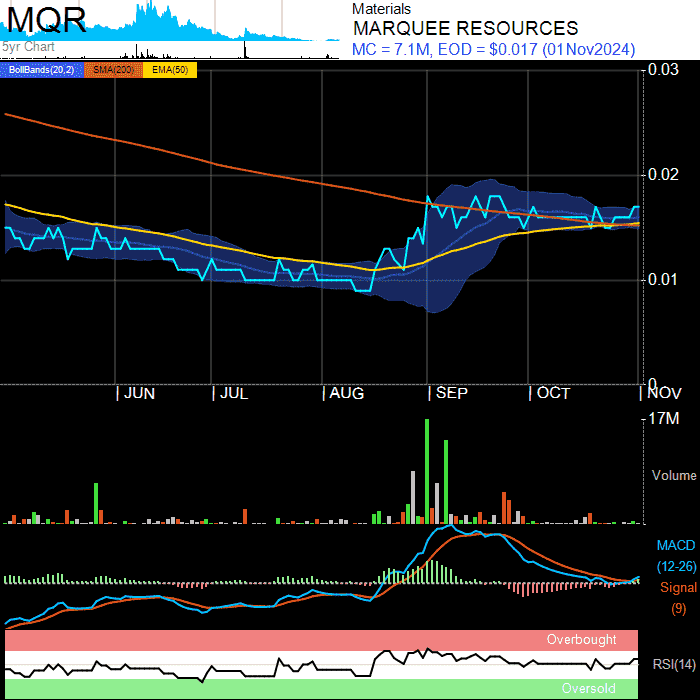 MQR
5yr Chart
Materials
MARQUEE RESOURCES
MC = 7.1M, EOD = $0.017 (01Nov2024)
BollBands(20,2) SMA(200) EMA(50)
0.03
0.02
0.01
0
JUN JUL AUG SEP OCT NOV
17M
Volume
MACD
(12-26)
Signal
(9)
Overbought
RSI(14)
Oversold